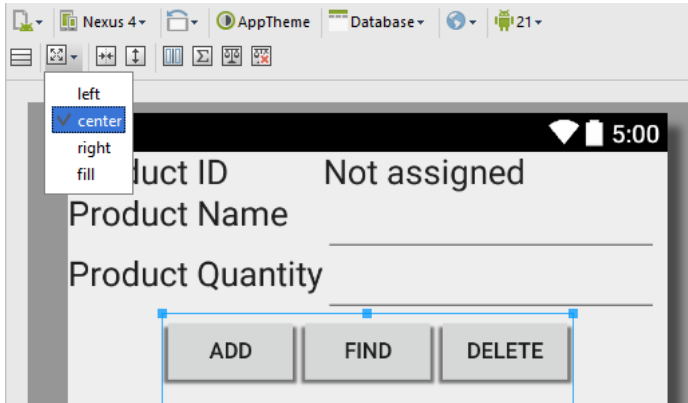 Nexus 4 AppTheme Database 21
left
center
right
fill
5:00
duct ID Not assigned
Product Name
Product Quantity
ADD FIND DELETE